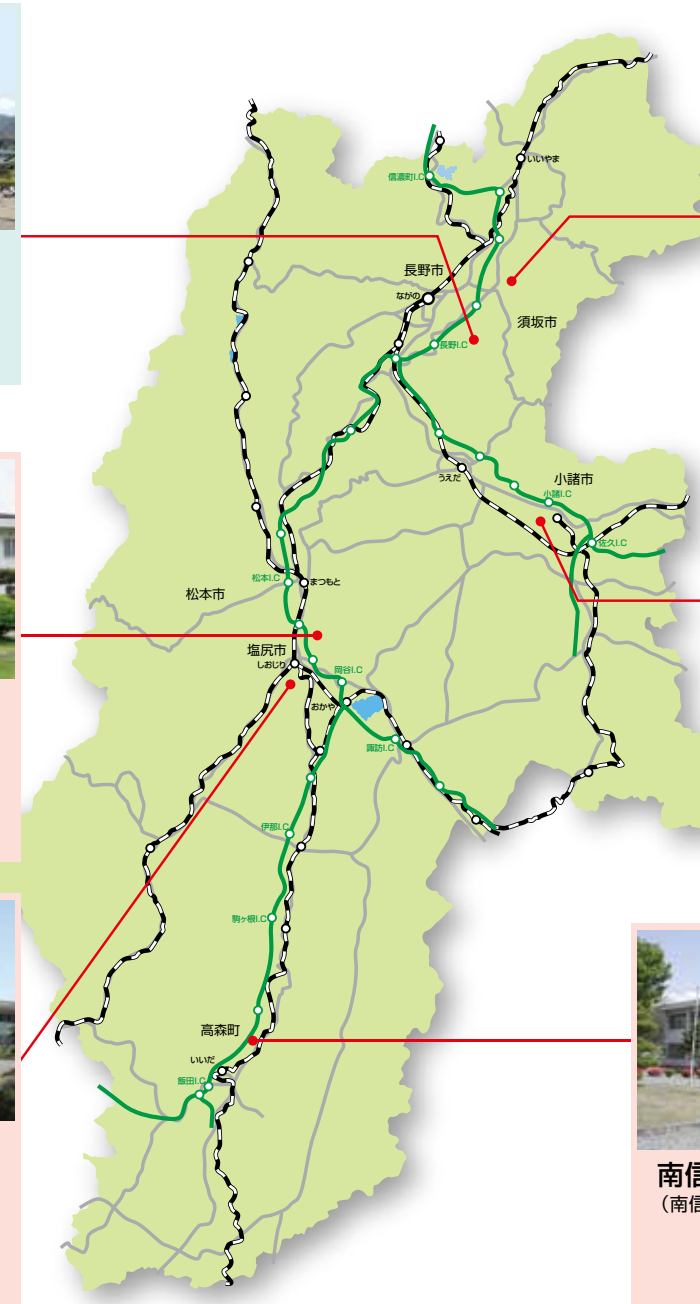 いいやま
信濃町I.C
長野市
ながの
須坂市
長野I.C
うえだ
小諸市
小諸I.C
佐久I.C
松本I.C
まつもと
松本市
塩尻市
しおじり
岡谷I.C
おかや
諏訪I.C
伊那I.C
駒ヶ根I.C
高森町
いいだ
飯田I.C
南信
（南信